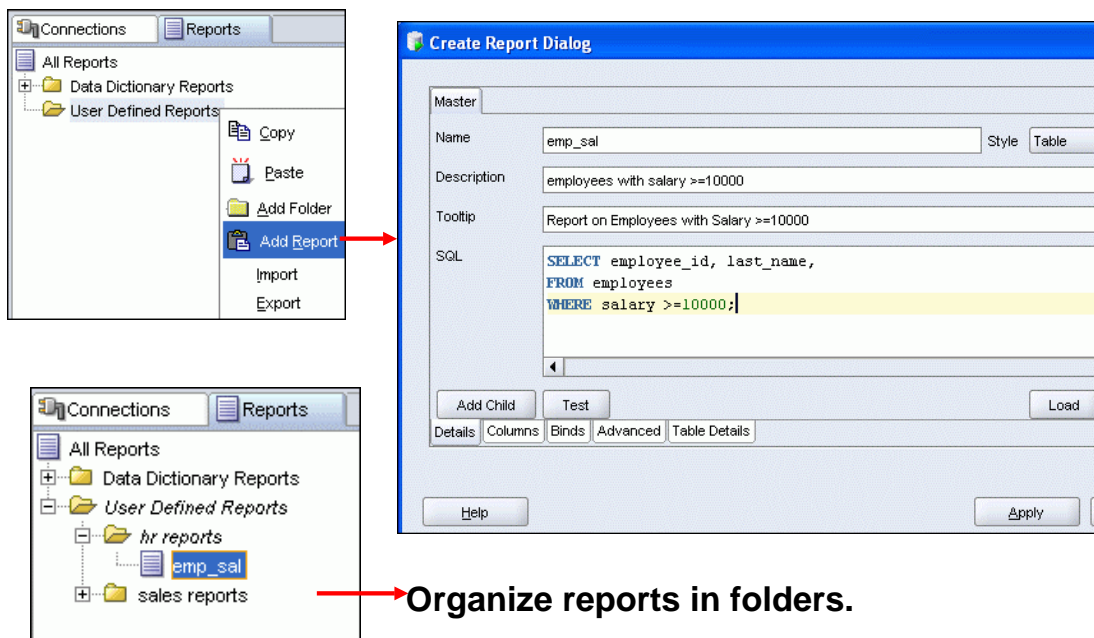 Connections Reports
All Reports
Data Dictionary Reports
User Defined Reports
Copy
Paste
Add Folder
Add Report
Import
Export
Create Report Dialog
Master
Name emp_sal Style Table
Description employees with salary >=10000
Tooltip Report on Employees with Salary >=10000
SQL SELECT employee_id, last_name,
FROM employees
WHERE salary >=10000;
Add Child Test Load
Details Columns Binds Advanced Table Details
Help Apply
Connections Reports
All Reports
Data Dictionary Reports
User Defined Reports
hr reports
emp_sal
sales reports
Organize reports in folders.